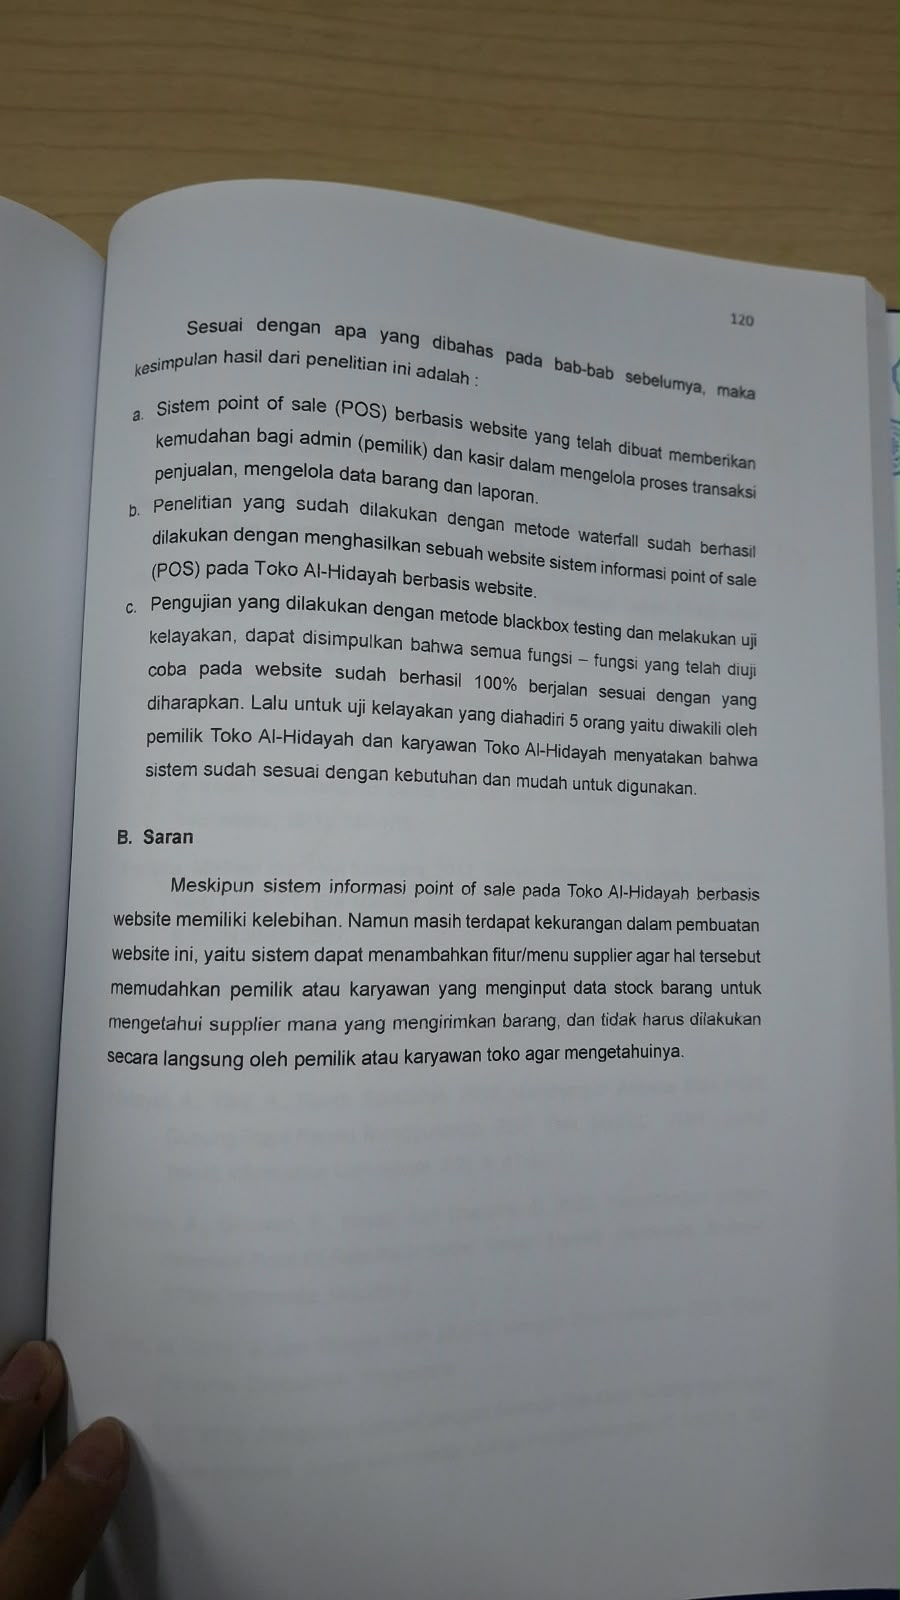 120
Sesuai dengan apa yang dibahas pada bab-bab sebelumya, maka
kesimpulan hasil dari penelitian ini adalah :
a. Sistem point of sale (POS) berbasis website yang telah dibuat memberikan
kemudahan bagi admin (pemilik) dan kasir dalam mengelola proses transaksi
penjualan, mengelola data barang dan laporan.
b. Penelitian yang sudah dilakukan dengan metode waterfall sudah berhasil
dilakukan dengan menghasilkan sebuah website sistem informasi point of sale
(POS) pada Toko Al-Hidayah berbasis website.
c. Pengujian yang dilakukan dengan metode blackbox testing dan melakukan uji
kelayakan, dapat disimpulkan bahwa semua fungsi – fungsi yang telah diuji
coba pada website sudah berhasil 100% berjalan sesuai dengan yang
diharapkan. Lalu untuk uji kelayakan yang diahadiri 5 orang yaitu diwakili oleh
pemilik Toko Al-Hidayah dan karyawan Toko Al-Hidayah menyatakan bahwa
sistem sudah sesuai dengan kebutuhan dan mudah untuk digunakan.
B. Saran
Meskipun sistem informasi point of sale pada Toko Al-Hidayah berbasis
website memiliki kelebihan. Namun masih terdapat kekurangan dalam pembuatan
website ini, yaitu sistem dapat menambahkan fitur/menu supplier agar hal tersebut
memudahkan pemilik atau karyawan yang menginput data stock barang untuk
mengetahui supplier mana yang mengirimkan barang, dan tidak harus dilakukan
secara langsung oleh pemilik atau karyawan toko agar mengetahuinya.